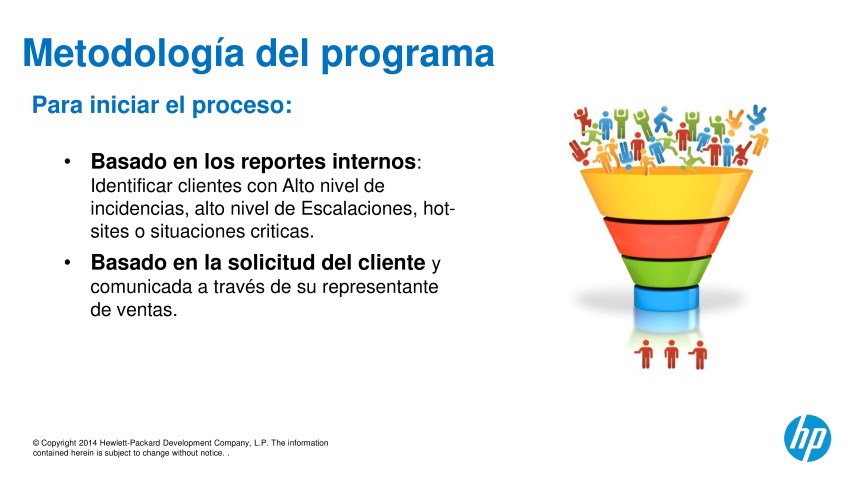 Metodología del programa
Para iniciar el proceso:
• Basado en los reportes internos:
Identificar clientes con Alto nivel de
incidencias, alto nivel de Escalaciones, hot-
sites o situaciones criticas.
• Basado en la solicitud del cliente y
comunicada a través de su representante
de ventas.
© Copyright 2014 Hewlett-Packard Development Company, L.P. The information
contained herein is subject to change without notice. .
hp